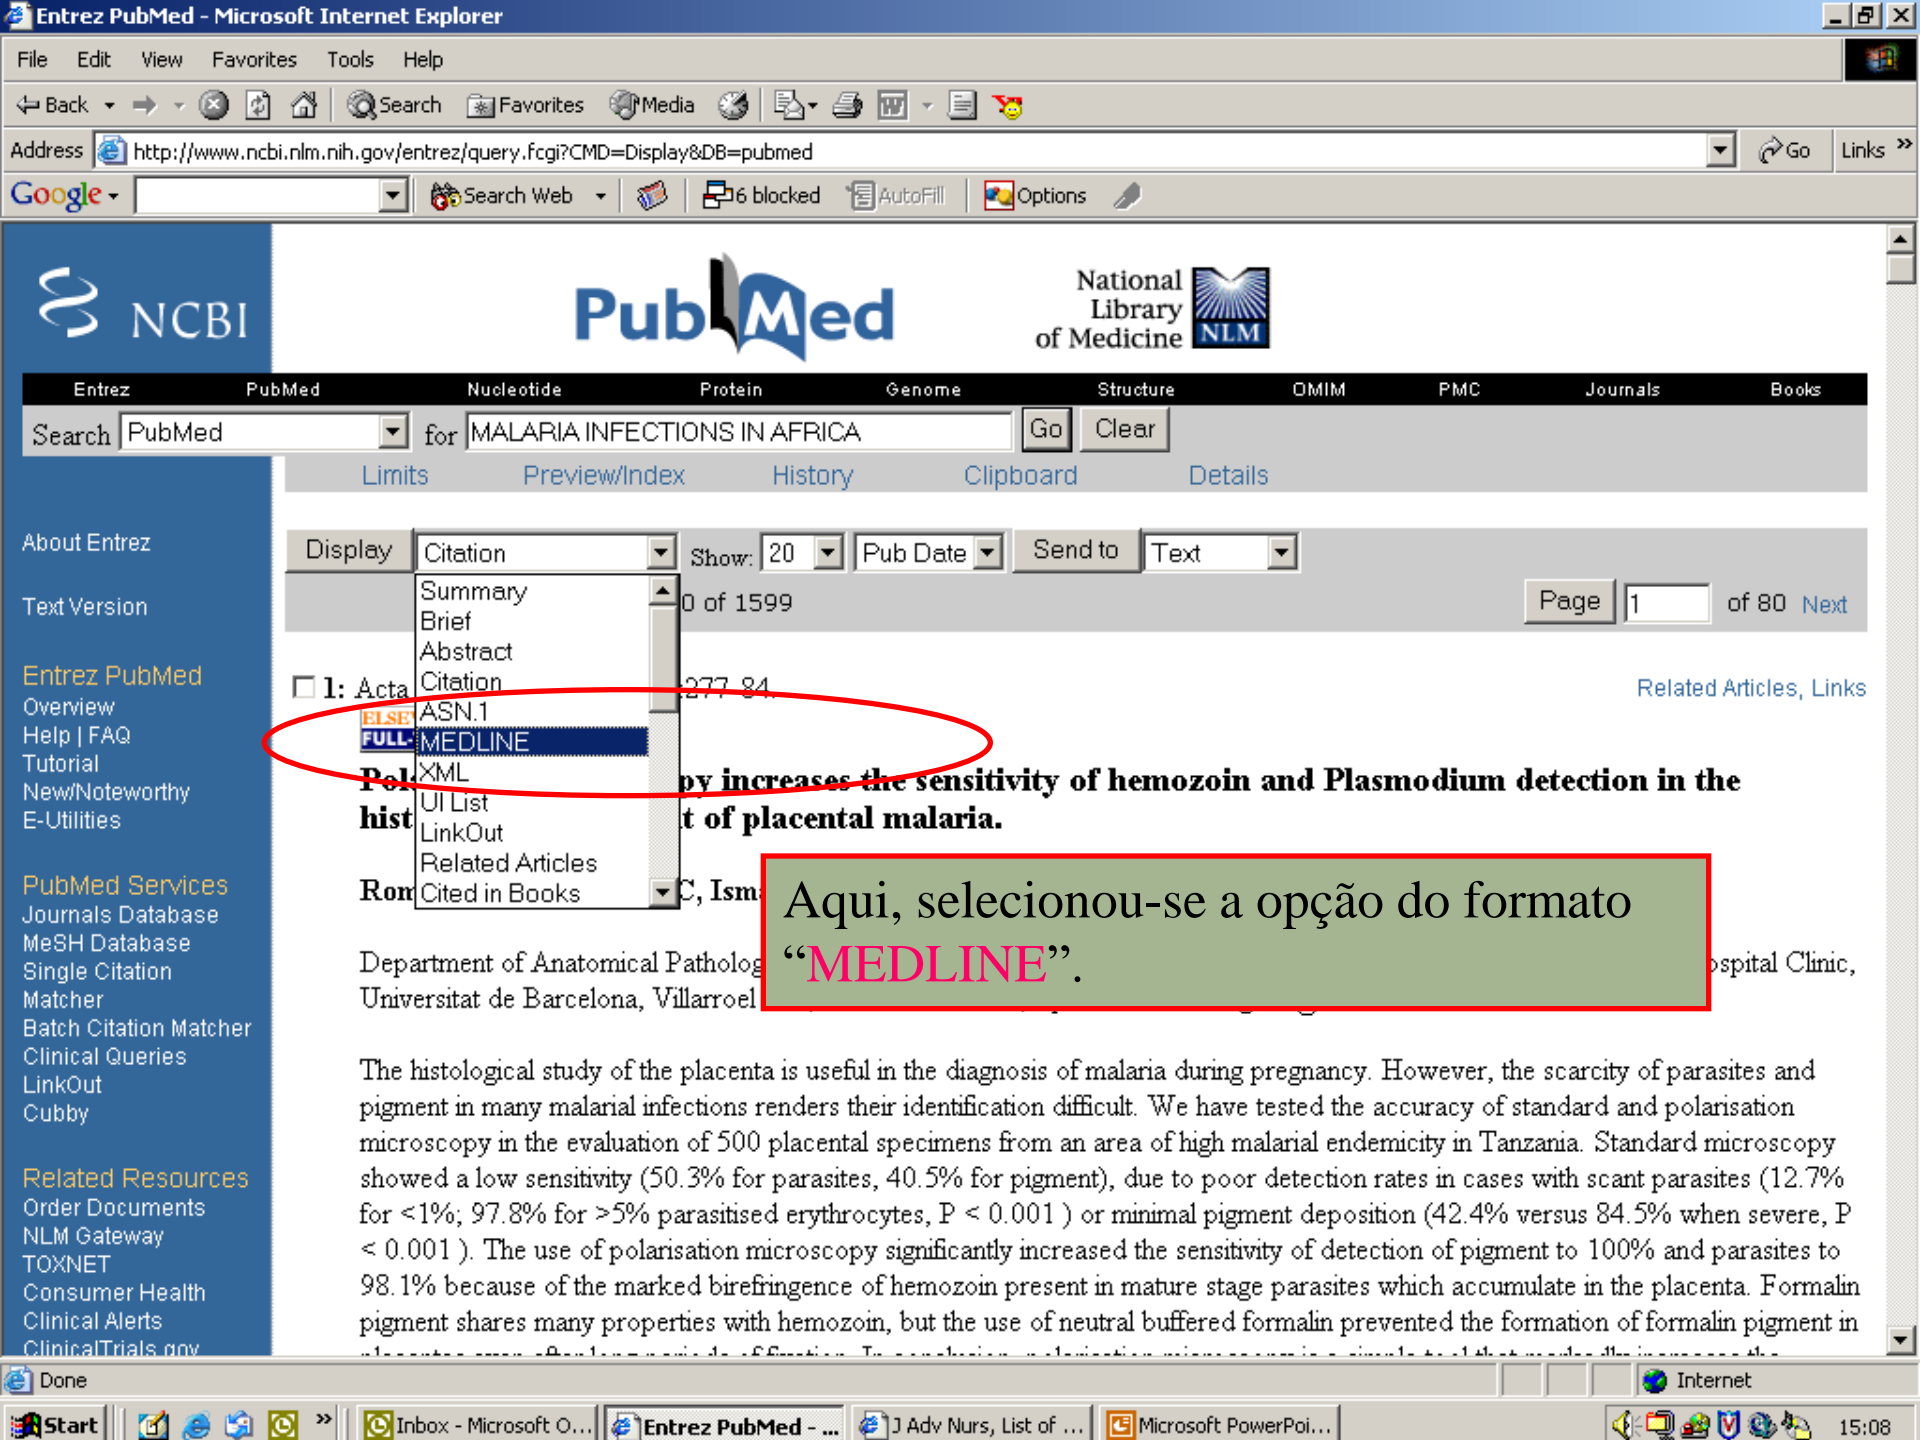 Entrez PubMed - Microsoft Internet Explorer
File Edit View Favorites Tools Help
Back Search Favorites Media
Address http://www.ncbi.nlm.nih.gov/entrez/query.fcgi?CMD=Display&DB=pubmed Go Links »
Google Search Web 6 blocked AutoFill Options
NCBI
PubMed
National
Library
of Medicine NLM
Entrez PubMed Nucleotide Protein Genome Structure OMIM PMC Journals Books
Search PubMed for MALARIA INFECTIONS IN AFRICA Go Clear
Limits Preview/Index History Clipboard Details
About Entrez
Text Version
Entrez PubMed
Overview
Help | FAQ
Tutorial
New/Noteworthy
E-Utilities
PubMed Services
Journals Database
MeSH Database
Single Citation
Matcher
Batch Citation Matcher
Clinical Queries
LinkOut
Cubby
Related Resources
Order Documents
NLM Gateway
TOXNET
Consumer Health
Clinical Alerts
ClinicalTrials.gov
Display Citation Show: 20 Pub Date Send to Text
0 of 1599 Page 1 of 80 Next
Summary
Brief
Abstract
Citation
ASN.1
MEDLINE
XML
UI List
LinkOut
Related Articles
Cited in Books
1: Acta :277-84. Related Articles, Links
FULL-
increases the sensitivity of hemozoin and Plasmodium detection in the
hist t of placental malaria.
Rom C, Isma
Aqui, selecionou-se a opção do formato
“MEDLINE”.
Department of Anatomical Patholog ospital Clinic,
Universitat de Barcelona, Villarroel
The histological study of the placenta is useful in the diagnosis of malaria during pregnancy. However, the scarcity of parasites and
pigment in many malarial infections renders their identification difficult. We have tested the accuracy of standard and polarisation
microscopy in the evaluation of 500 placental specimens from an area of high malarial endemicity in Tanzania. Standard microscopy
showed a low sensitivity (50.3% for parasites, 40.5% for pigment), due to poor detection rates in cases with scant parasites (12.7%
for <1%; 97.8% for >5% parasitised erythrocytes, P < 0.001 ) or minimal pigment deposition (42.4% versus 84.5% when severe, P
< 0.001 ). The use of polarisation microscopy significantly increased the sensitivity of detection of pigment to 100% and parasites to
98.1% because of the marked birefringence of hemozoin present in mature stage parasites which accumulate in the placenta. Formalin
pigment shares many properties with hemozoin, but the use of neutral buffered formalin prevented the formation of formalin pigment in
Done Internet
Start » Inbox - Microsoft O... Entrez PubMed - ... J Adv Nurs, List of ... Microsoft PowerPoi... 15:08